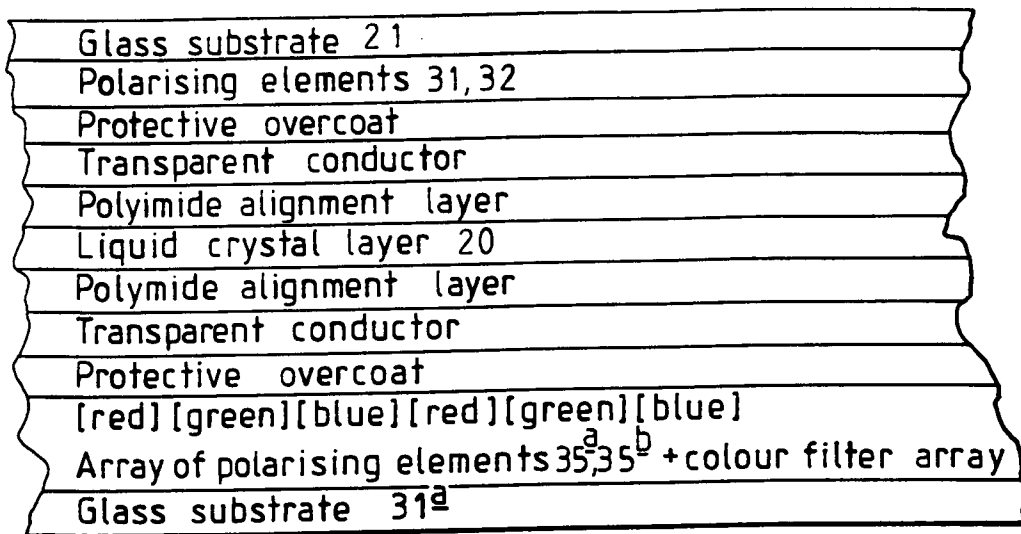 Glass substrate 21
Polarising elements 31,32
Protective overcoat
Transparent conductor
Polyimide alignment layer
Liquid crystal layer 20
Polymide alignment layer
Transparent conductor
Protective overcoat
[red] [green] [blue] [red] [green] [blue]
Array of polarising elements 35a,35b + colour filter array
Glass substrate 31a